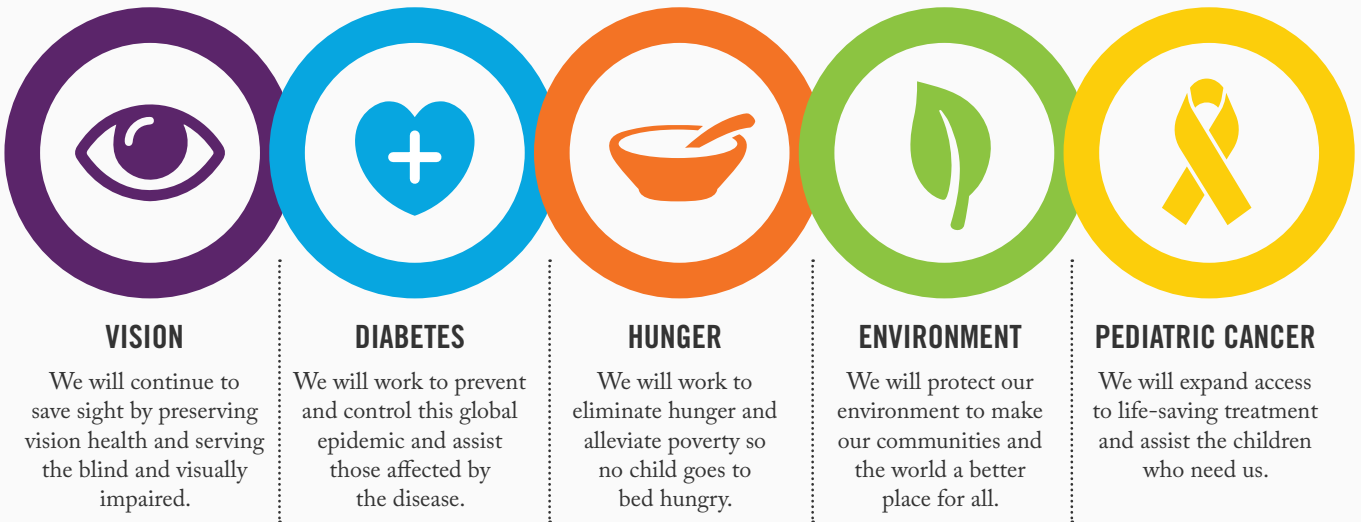 VISION
We will continue to
save sight by preserving
vision health and serving
the blind and visually
impaired.
DIABETES
We will work to prevent
and control this global
epidemic and assist
those affected by
the disease.
HUNGER
We will work to
eliminate hunger and
alleviate poverty so
no child goes to
bed hungry.
ENVIRONMENT
We will protect our
environment to make
our communities and
the world a better
place for all.
PEDIATRIC CANCER
We will expand access
to life-saving treatment
and assist the children
who need us.